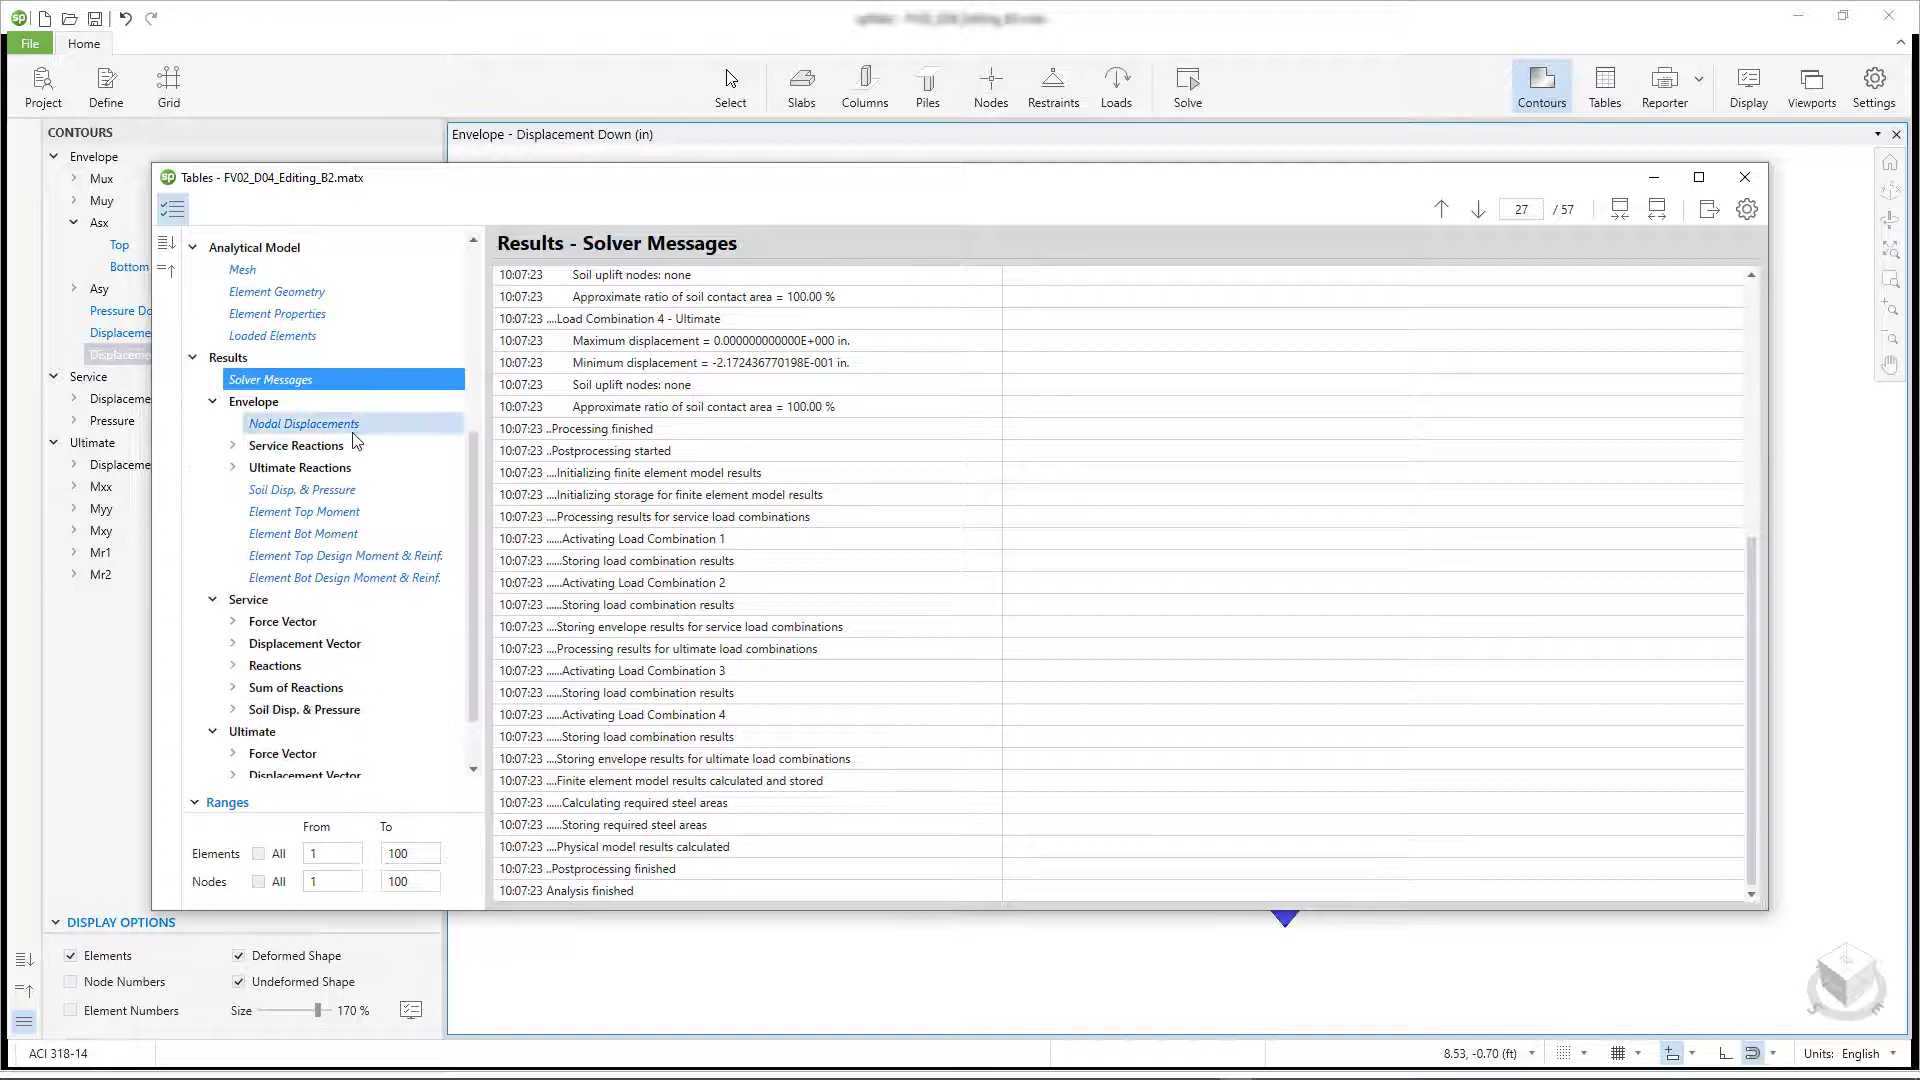 sp
File
Home
Project
Define
Grid
Select
Slabs
Columns
Piles
Nodes
Restraints
Loads
Solve
Contours
Tables
Reporter
Display
Viewports
Settings
CONTOURS
Envelope
Mux
Muy
Asx
Top
Bottom
Asy
Pressure Do
Displaceme
Displaceme
Service
Displaceme
Pressure
Ultimate
Displaceme
Mxx
Myy
Mxy
Mr1
Mr2
Envelope - Displacement Down (in)
sp Tables - FV02_D04_Editing_B2.matx
27 / 57
Analytical Model
Mesh
Element Geometry
Element Properties
Loaded Elements
Results
Solver Messages
Envelope
Nodal Displacements
Service Reactions
Ultimate Reactions
Soil Disp. & Pressure
Element Top Moment
Element Bot Moment
Element Top Design Moment & Reinf.
Element Bot Design Moment & Reinf.
Service
Force Vector
Displacement Vector
Reactions
Sum of Reactions
Soil Disp. & Pressure
Ultimate
Force Vector
Displacement Vector
Ranges
From To
Elements All 1 100
Nodes All 1 100
Results - Solver Messages
10:07:23 Soil uplift nodes: none
10:07:23 Approximate ratio of soil contact area = 100.00 %
10:07:23 ....Load Combination 4 - Ultimate
10:07:23 Maximum displacement = 0.000000000000E+000 in.
10:07:23 Minimum displacement = -2.172436770198E-001 in.
10:07:23 Soil uplift nodes: none
10:07:23 Approximate ratio of soil contact area = 100.00 %
10:07:23 ..Processing finished
10:07:23 ..Postprocessing started
10:07:23 ....Initializing finite element model results
10:07:23 ....Initializing storage for finite element model results
10:07:23 ....Processing results for service load combinations
10:07:23 ......Activating Load Combination 1
10:07:23 ......Storing load combination results
10:07:23 ......Activating Load Combination 2
10:07:23 ......Storing load combination results
10:07:23 ....Storing envelope results for service load combinations
10:07:23 ....Processing results for ultimate load combinations
10:07:23 ......Activating Load Combination 3
10:07:23 ......Storing load combination results
10:07:23 ......Activating Load Combination 4
10:07:23 ......Storing load combination results
10:07:23 ....Storing envelope results for ultimate load combinations
10:07:23 ....Finite element model results calculated and stored
10:07:23 ......Calculating required steel areas
10:07:23 ......Storing required steel areas
10:07:23 ....Physical model results calculated
10:07:23 ..Postprocessing finished
10:07:23 Analysis finished
DISPLAY OPTIONS
Elements
Deformed Shape
Node Numbers
Undeformed Shape
Element Numbers
Size 170 %
ACI 318-14
8.53, -0.70 (ft)
Units: English